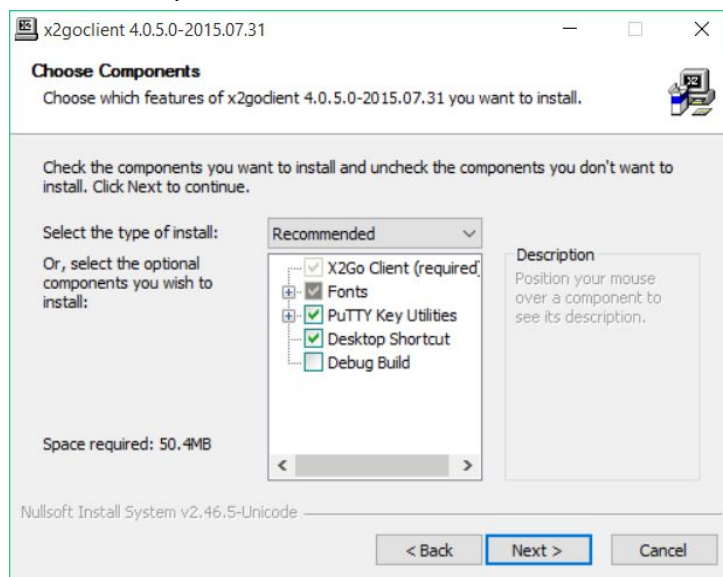 x2goclient 4.0.5.0-2015.07.31
Choose Components
Choose which features of x2goclient 4.0.5.0-2015.07.31 you want to install.
Check the components you want to install and uncheck the components you don't want to
install. Click Next to continue.
Select the type of install:
Recommended
Or, select the optional
components you wish to
install:
X2Go Client (required)
Fonts
PuTTY Key Utilities
Desktop Shortcut
Debug Build
Description
Position your mouse
over a component to
see its description.
Space required: 50.4MB
Nullsoft Install System v2.46.5-Unicode
< Back
Next >
Cancel